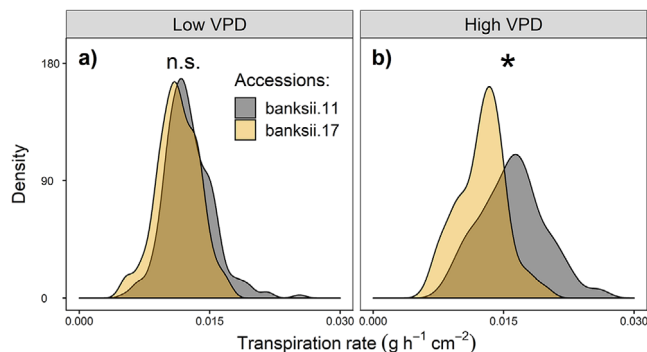 Low VPD
High VPD
a)
n.s.
Accessions:
banksii.11
banksii.17
b)
*
Density
180
90
0
0.000
0.015
0.030
0.000
0.015
0.030
Transpiration rate (g h⁻¹ cm⁻²)